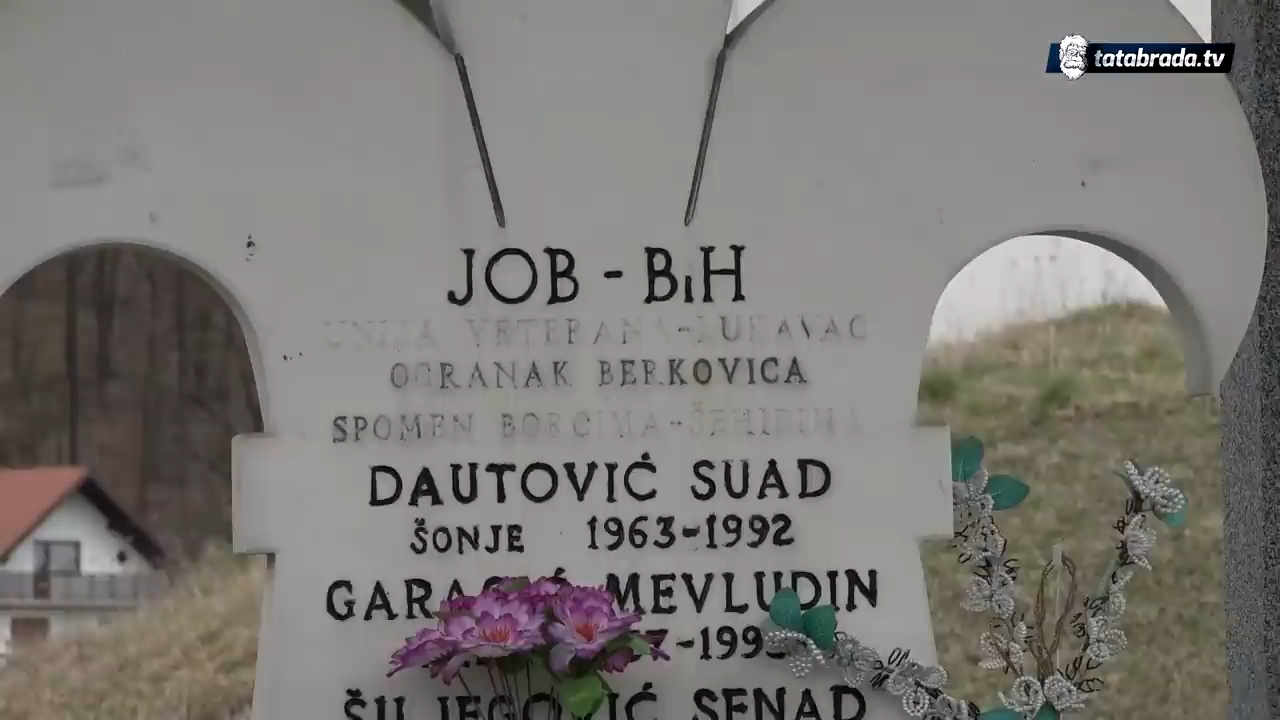 tatabrada.tv
JOB - BiH
UNIJA VETERANA-LUKAVAC
OGRANAK BERKOVICA
SPOMEN BORCIMA-ŠEHIDIMA
DAUTOVIĆ SUAD
ŠONJE 1963-1992
MEVLUDIN
SENAD